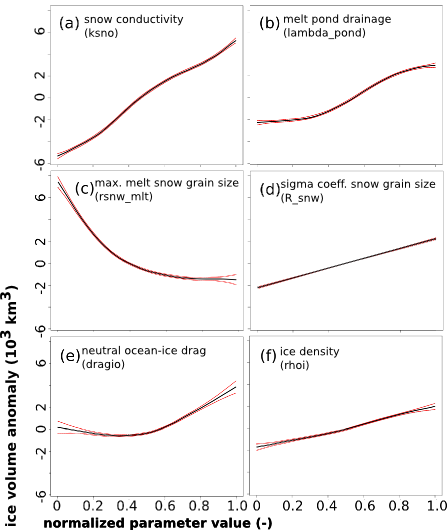 (a) snow conductivity
(ksno)
(b) melt pond drainage
(lambda_pond)
6
2
0
-2
-6
(c) max. melt snow grain size
(rsnw_mlt)
(d) sigma coeff. snow grain size
(R_snw)
6
2
0
-2
-6
(e) neutral ocean-ice drag
(dragio)
(f) ice density
(rhoi)
6
2
0
-2
-6
0.0 0.2 0.4 0.6 0.8 1.0 0.0 0.2 0.4 0.6 0.8 1.0
normalized parameter value (-)
ice volume anomaly (10³ km³)